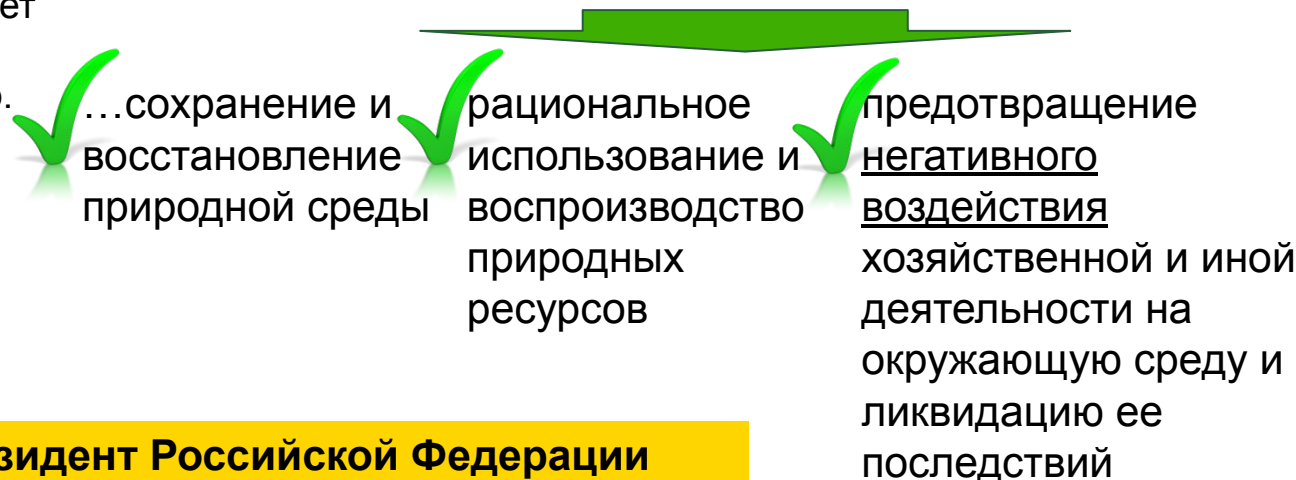 ет
.
…сохранение и
восстановление
природной среды
рациональное
использование и
воспроизводство
природных
ресурсов
предотвращение
негативного
воздействия
хозяйственной и иной
деятельности на
окружающую среду и
ликвидацию ее
последствий
зидент Российской Федерации